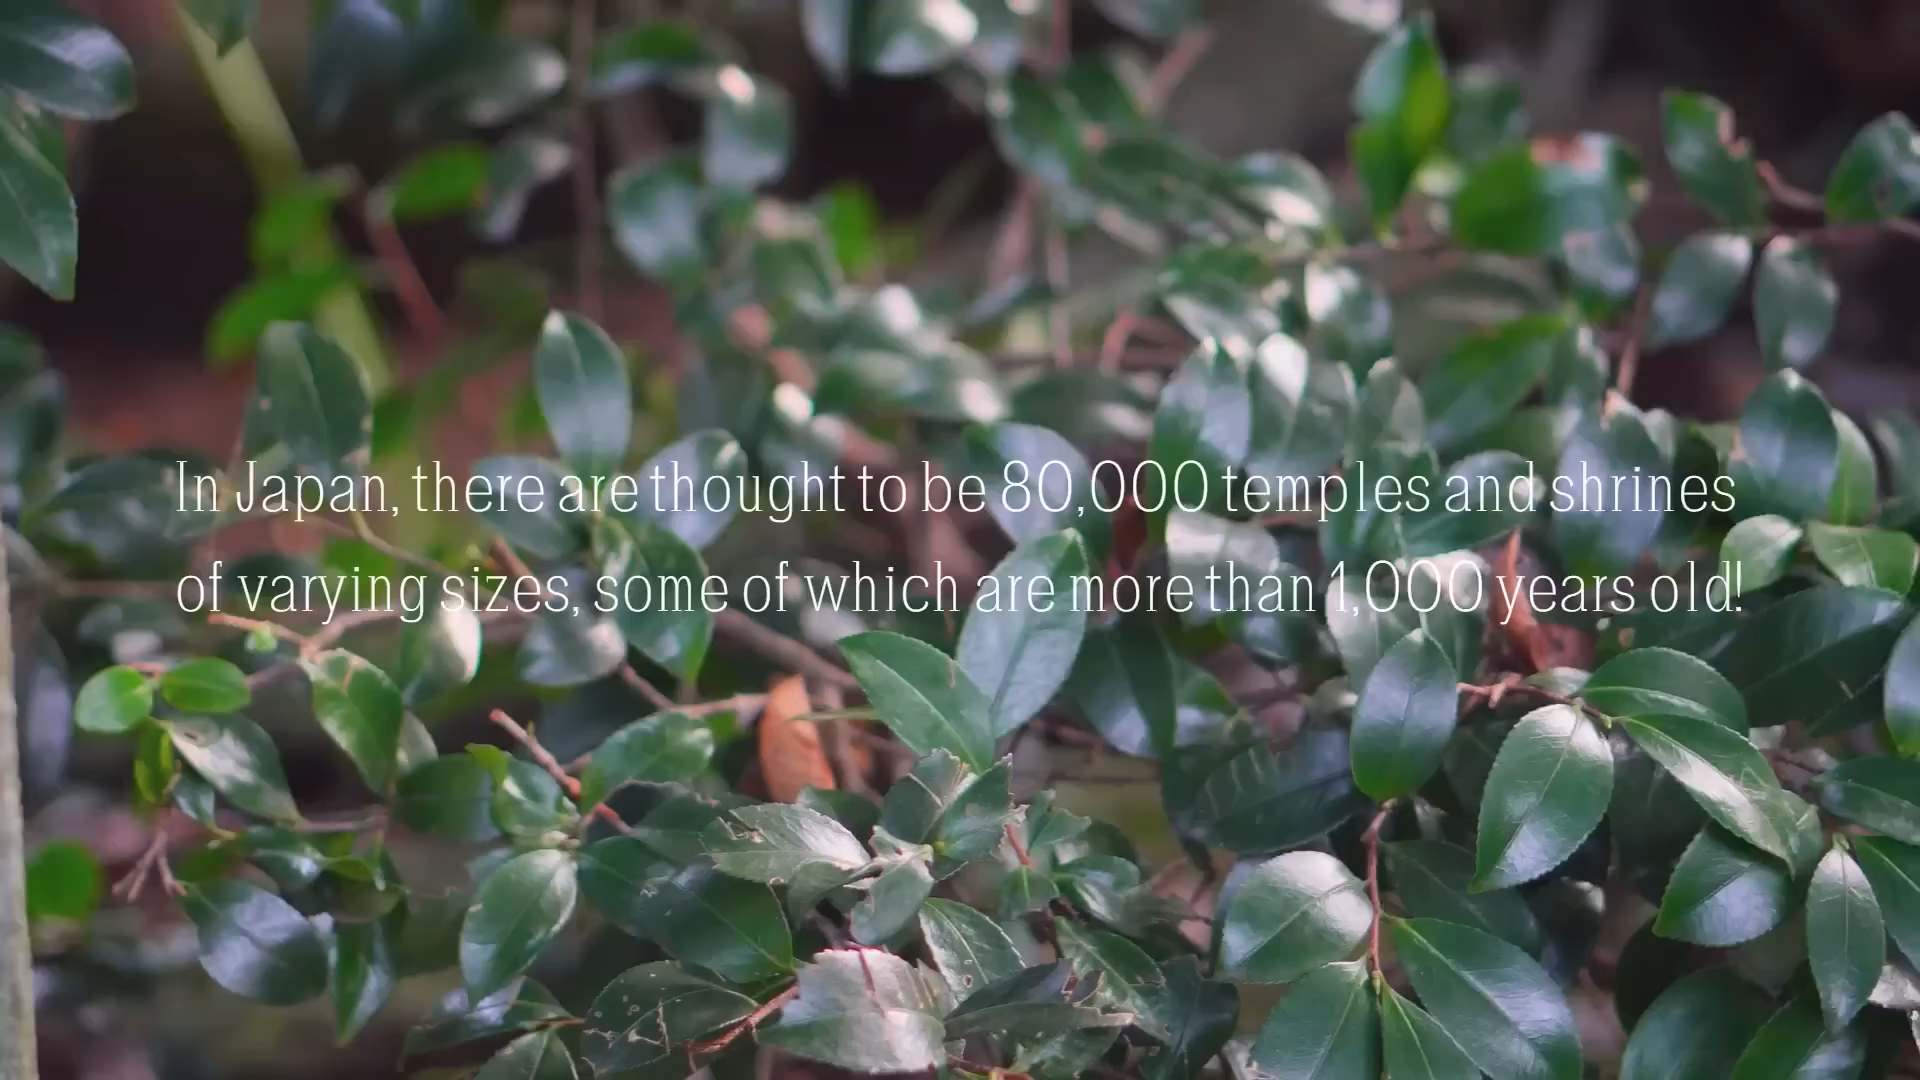 In Japan, there are thought to be 80,000 temples and shrines
of varying sizes, some of which are more than 1,000 years old!